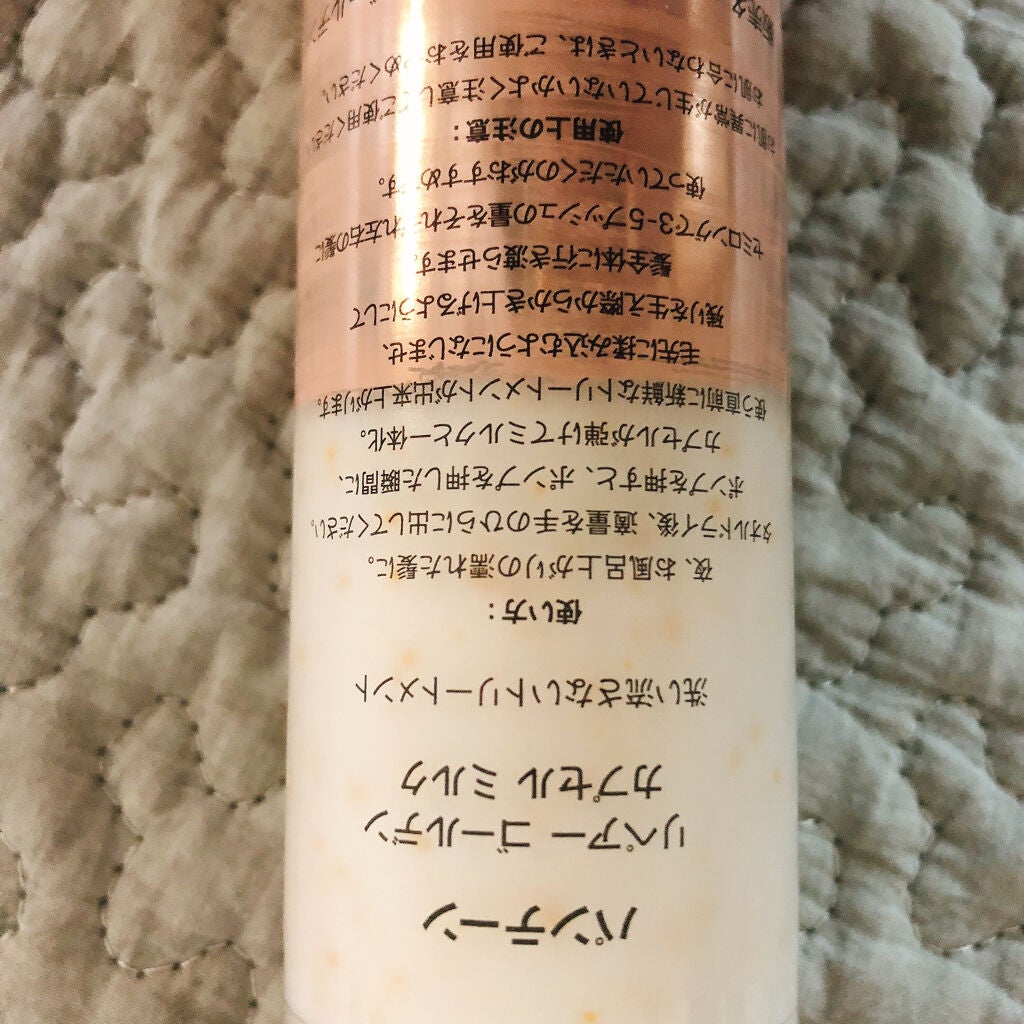 パンテーン
リペアー ゴールデン
カプセル ミルク
洗い流さないトリートメント
使い方：
夜、お風呂上がりの濡れた髪に。
タオルドライ後、適量を手のひらに出してください。
ポンプを押すと、ポンプを押した瞬間に、
カプセルが弾けてミルクと一体化。
使う直前に新鮮なトリートメントが出来上がります。
毛先に揉み込むようになじませ、
残りを生え際からかき上げるようにして
髪全体に行き渡らせます。
セミロングで3-5プッシュの量をそれぞれ左右の髪に
使っていただくのがおすすめです。
使用上の注意：
お肌に異常が生じていないかよく注意してご使用ください
お肌に合わないときは、ご使用をおやめください。